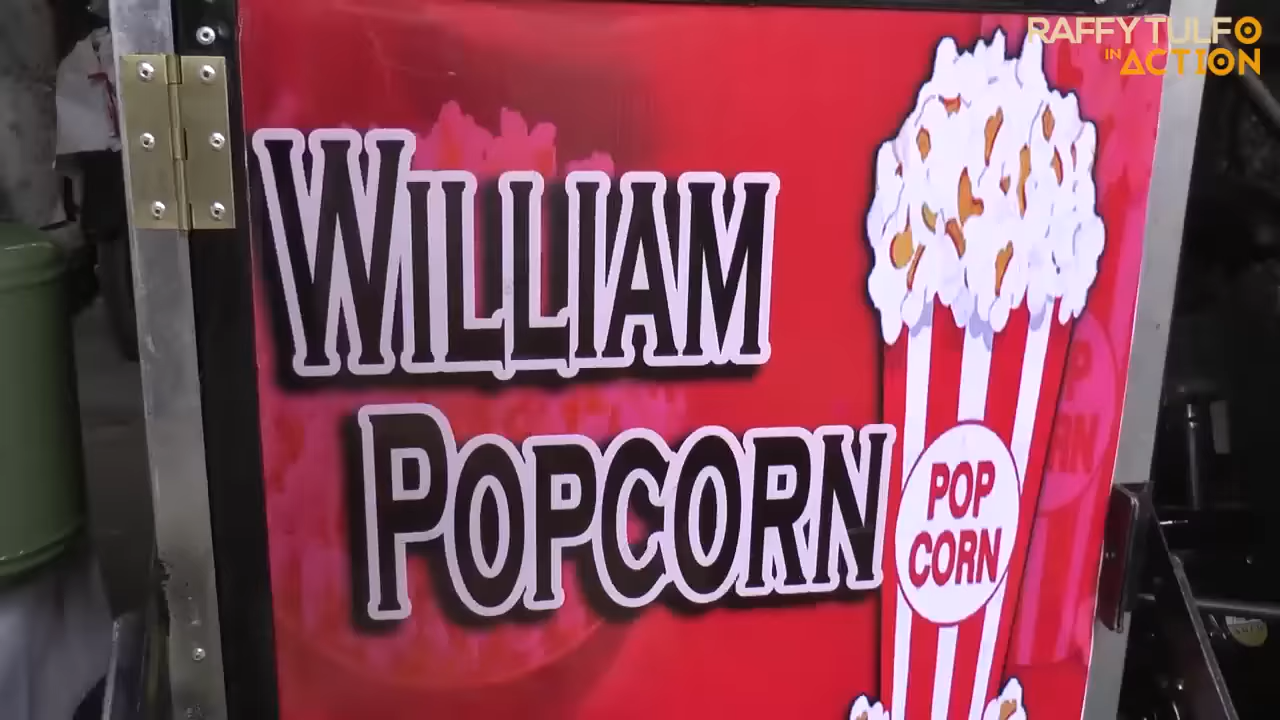 RAFFY TULFO
IN ACTION
WILLIAM
POPCORN
POP
CORN